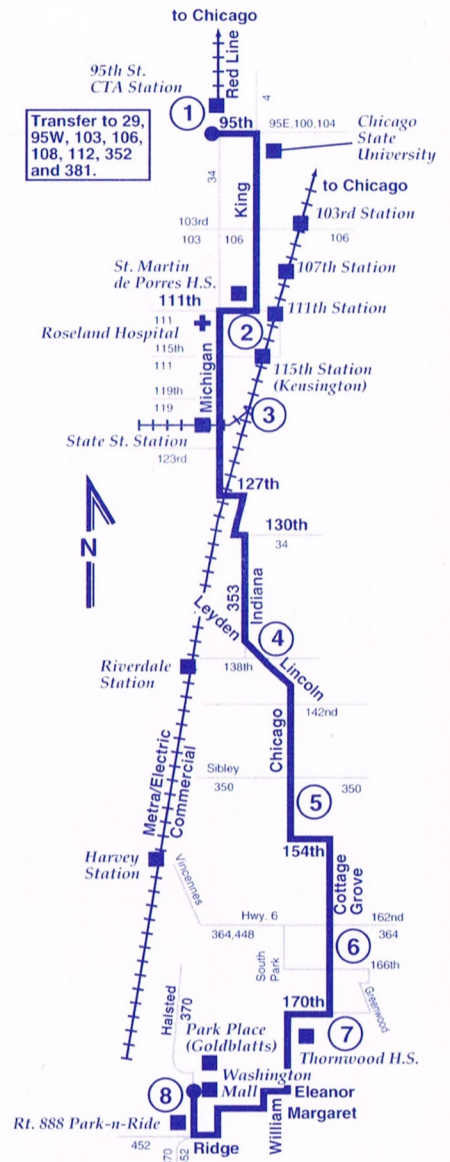 to Chicago
Red Line
95th St.
CTA Station
1
95th
4
95E,100,104
Transfer to 29,
95W, 103, 106,
108, 112, 352
and 381.
Chicago
State
University
34
King
to Chicago
103rd Station
103rd
103
106
106
107th Station
St. Martin
de Porres H.S.
111th
111th Station
Roseland Hospital
111
2
115th
111
Michigan
115th Station
(Kensington)
119th
119
3
State St. Station
123rd
127th
N
130th
34
353
Indiana
Leyden
4
138th
Lincoln
Riverdale
Station
142nd
Chicago
Metra/Electric
Commercial
Sibley
350
350
5
154th
Harvey
Station
Vincennes
Cottage
Grove
Hwy. 6
162nd
364,448
364
6
South
Park
166th
Greenwood
170th
Halsted
370
7
Park Place
(Goldblatts)
Thornwood H.S.
Washington
Mall
8
Eleanor
William
Margaret
Rt. 888 Park-n-Ride
452
Ridge